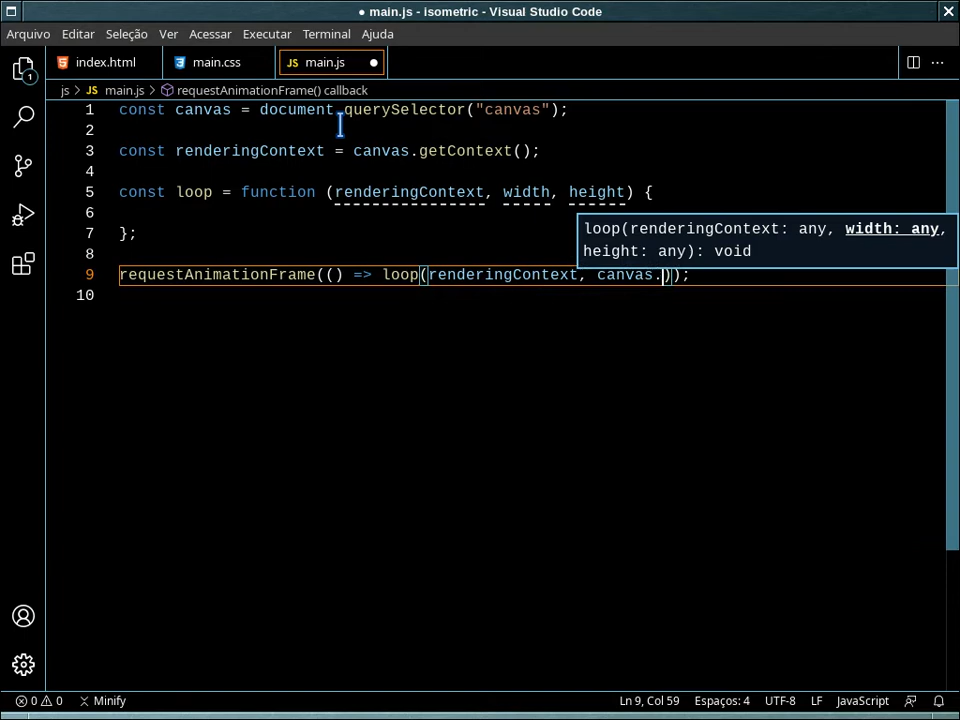 ● main.js - isometric - Visual Studio Code
Arquivo Editar Seleção Ver Acessar Executar Terminal Ajuda
1
index.html main.css JS main.js ●
js > JS main.js > requestAnimationFrame() callback
1 const canvas = document.querySelector("canvas");
2
3 const renderingContext = canvas.getContext();
4
5 const loop = function (renderingContext, width, height) {
6
7 };
loop(renderingContext: any, width: any,
height: any): void
8
9 requestAnimationFrame(() => loop(renderingContext, canvas.));
10
0 0 Minify Ln 9, Col 59 Espaços: 4 UTF-8 LF JavaScript